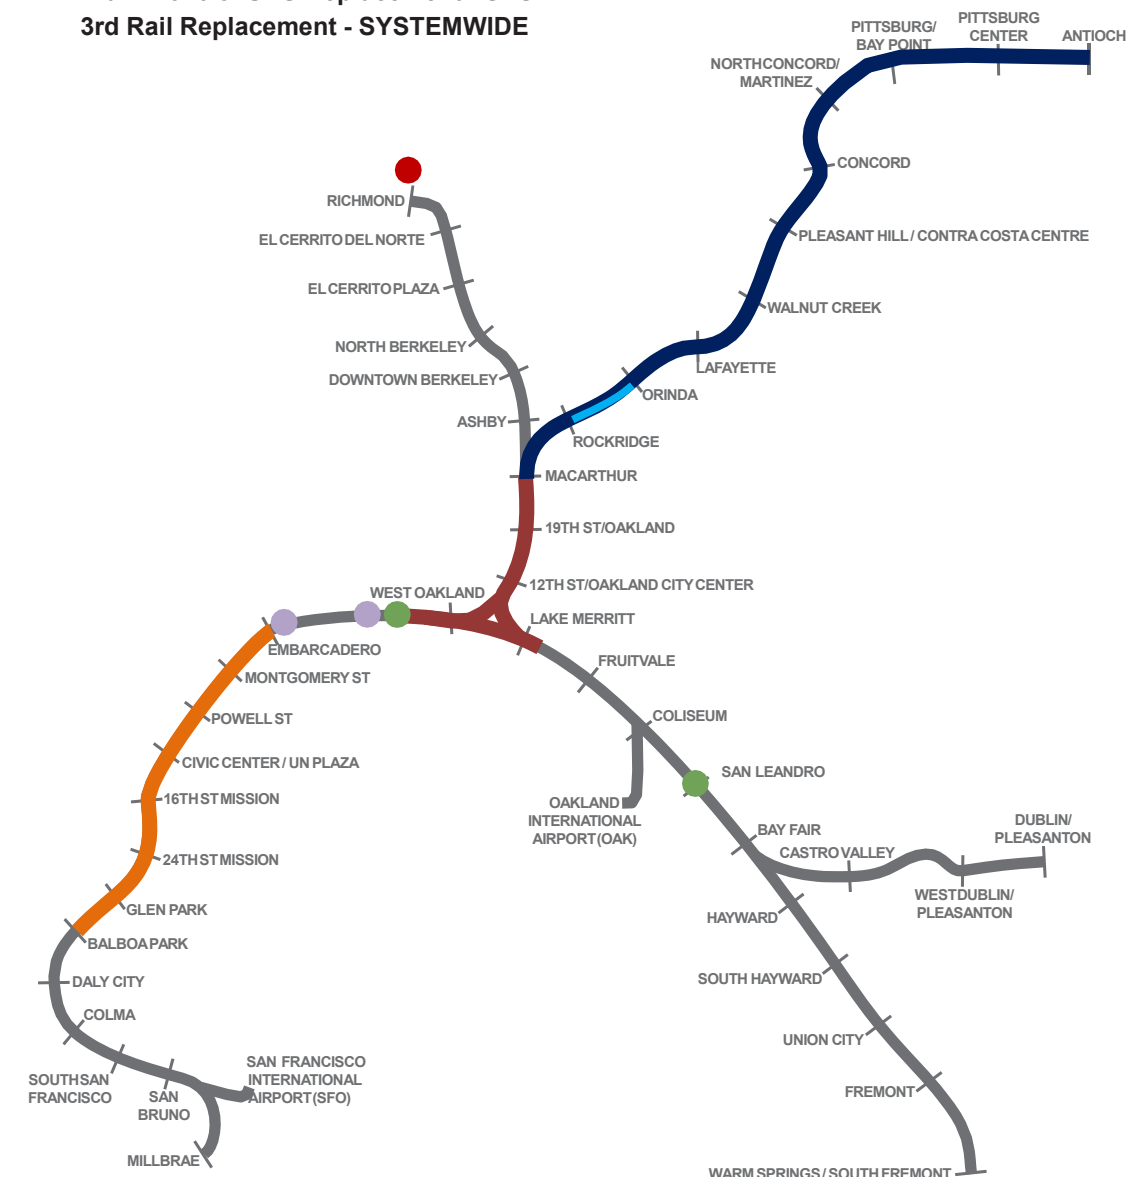 3rd Rail Replacement - SYSTEMWIDE
PITTSBURG/
BAY POINT
PITTSBURG
CENTER
ANTIOCH
NORTH CONCORD/
MARTINEZ
CONCORD
RICHMOND
EL CERRITO DEL NORTE
PLEASANT HILL / CONTRA COSTA CENTRE
EL CERRITO PLAZA
WALNUT CREEK
NORTH BERKELEY
LAFAYETTE
DOWNTOWN BERKELEY
ORINDA
ASHBY
ROCKRIDGE
MACARTHUR
19TH ST/OAKLAND
12TH ST/OAKLAND CITY CENTER
WEST OAKLAND
LAKE MERRITT
EMBARCADERO
FRUITVALE
MONTGOMERY ST
POWELL ST
COLISEUM
CIVIC CENTER / UN PLAZA
SAN LEANDRO
16TH ST MISSION
OAKLAND
INTERNATIONAL
AIRPORT (OAK)
BAY FAIR
DUBLIN/
PLEASANTON
CASTRO VALLEY
24TH ST MISSION
WEST DUBLIN/
PLEASANTON
GLEN PARK
HAYWARD
BALBOA PARK
DALY CITY
SOUTH HAYWARD
COLMA
UNION CITY
SAN FRANCISCO
INTERNATIONAL
AIRPORT (SFO)
SOUTH SAN
FRANCISCO
SAN
BRUNO
FREMONT
MILLBRAE
WARM SPRINGS / SOUTH FREMONT